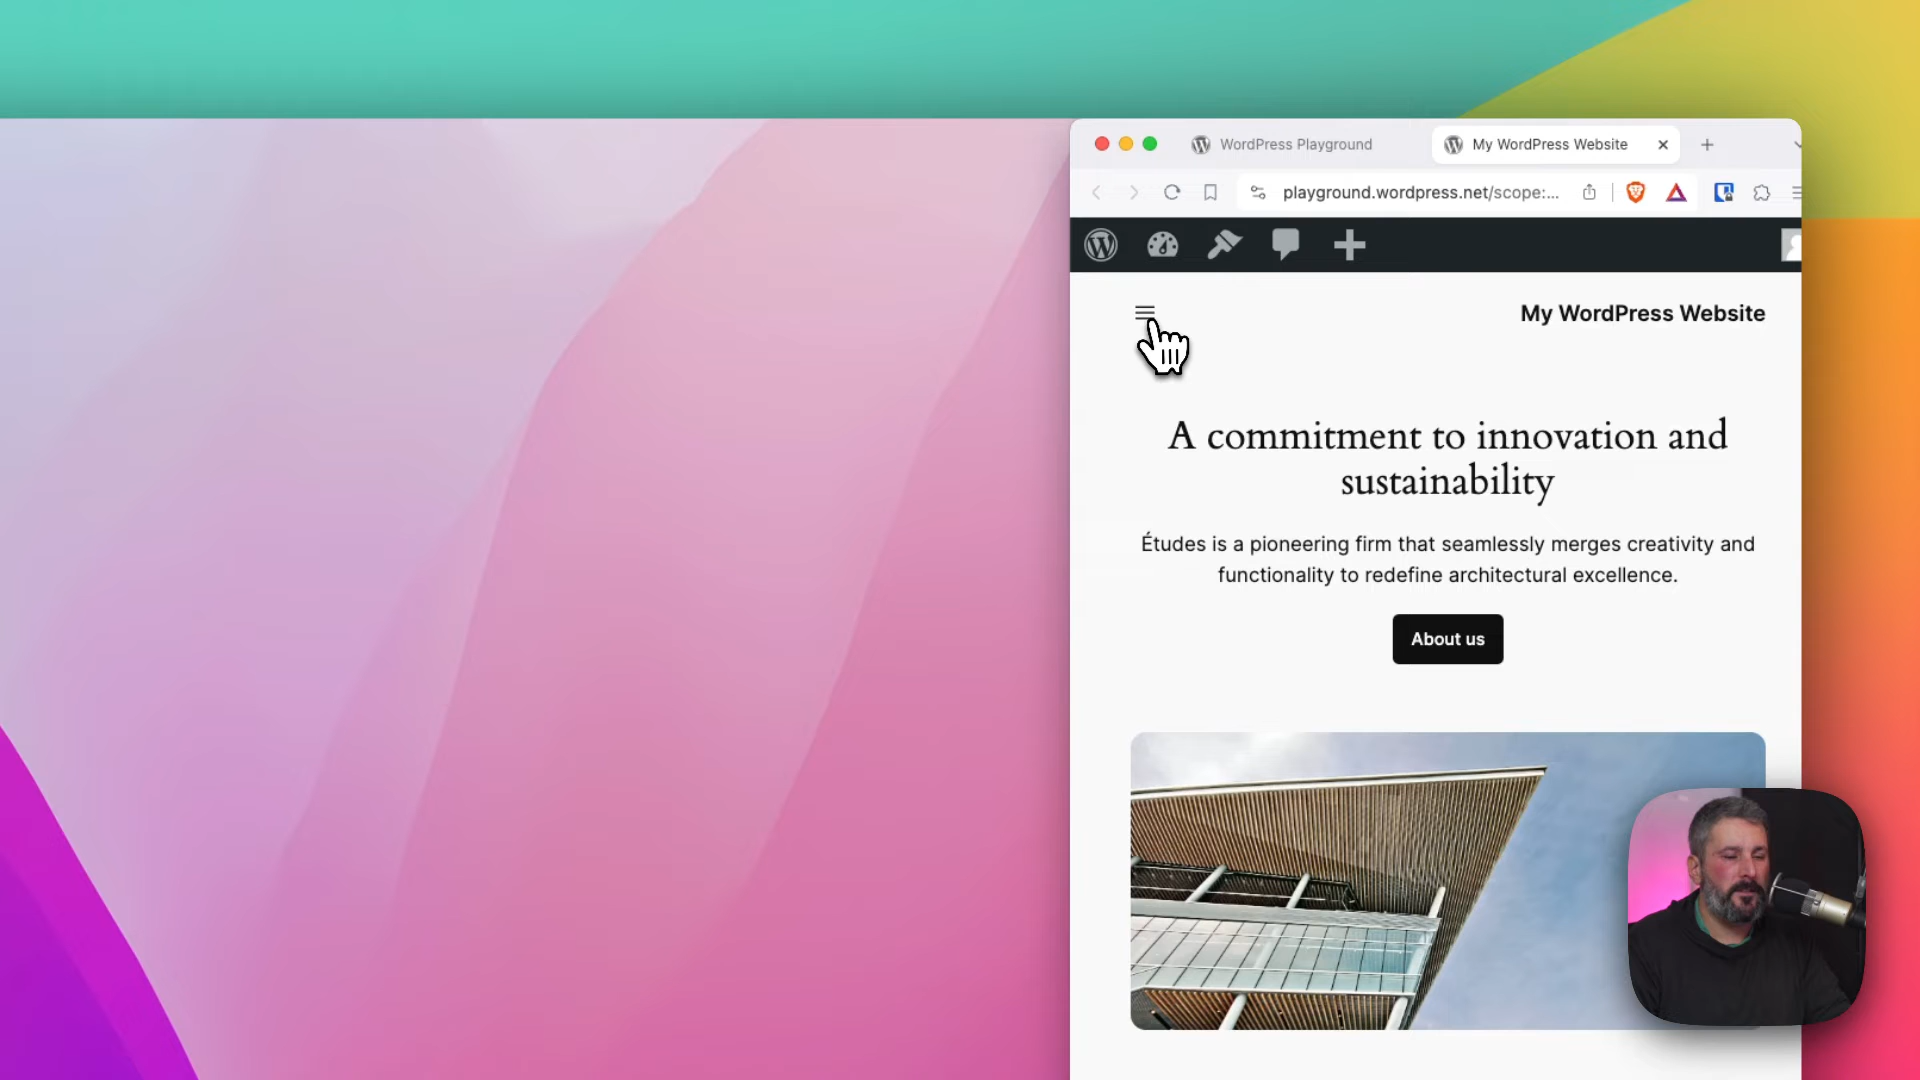 WordPress Playground
My WordPress Website
playground.wordpress.net/scope:...
My WordPress Website
A commitment to innovation and
sustainability
Études is a pioneering firm that seamlessly merges creativity and
functionality to redefine architectural excellence.
About us